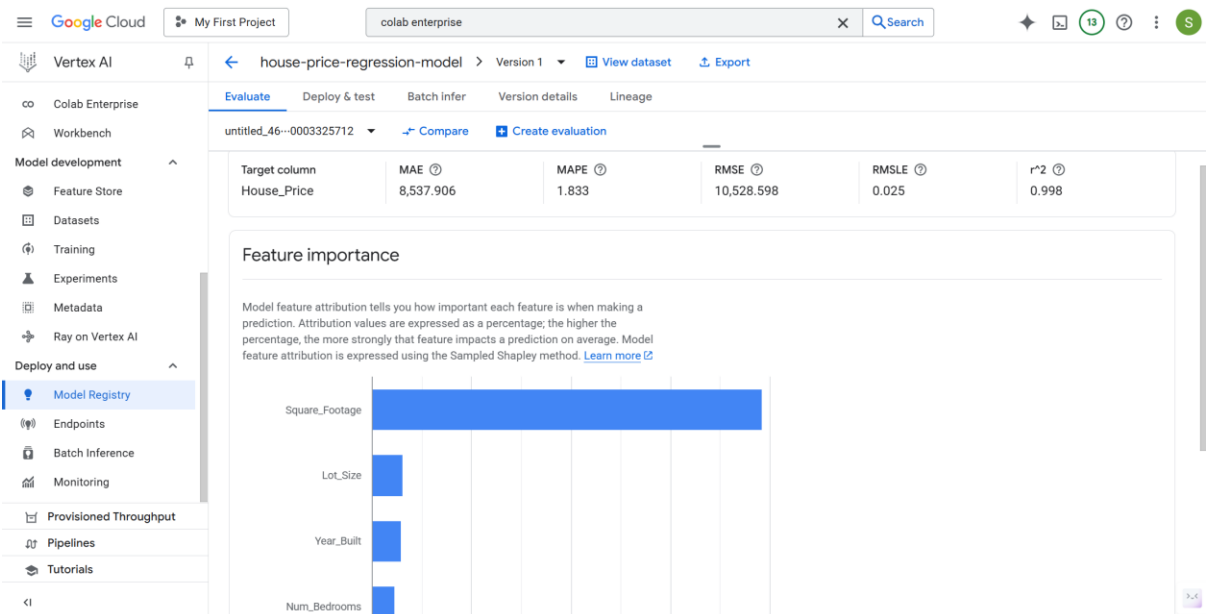 Google Cloud
My First Project
colab enterprise
Search
13
S
Vertex AI
house-price-regression-model
Version 1
View dataset
Export
Colab Enterprise
Workbench
Model development
Feature Store
Datasets
Training
Experiments
Metadata
Ray on Vertex AI
Deploy and use
Model Registry
Endpoints
Batch Inference
Monitoring
Provisioned Throughput
Pipelines
Tutorials
Evaluate
Deploy & test
Batch infer
Version details
Lineage
untitled_46···0003325712
Compare
Create evaluation
Target column
House_Price
MAE
8,537.906
MAPE
1.833
RMSE
10,528.598
RMSLE
0.025
r^2
0.998
Feature importance
Model feature attribution tells you how important each feature is when making a
prediction. Attribution values are expressed as a percentage; the higher the
percentage, the more strongly that feature impacts a prediction on average. Model
feature attribution is expressed using the Sampled Shapley method. Learn more
Square_Footage
Lot_Size
Year_Built
Num_Bedrooms